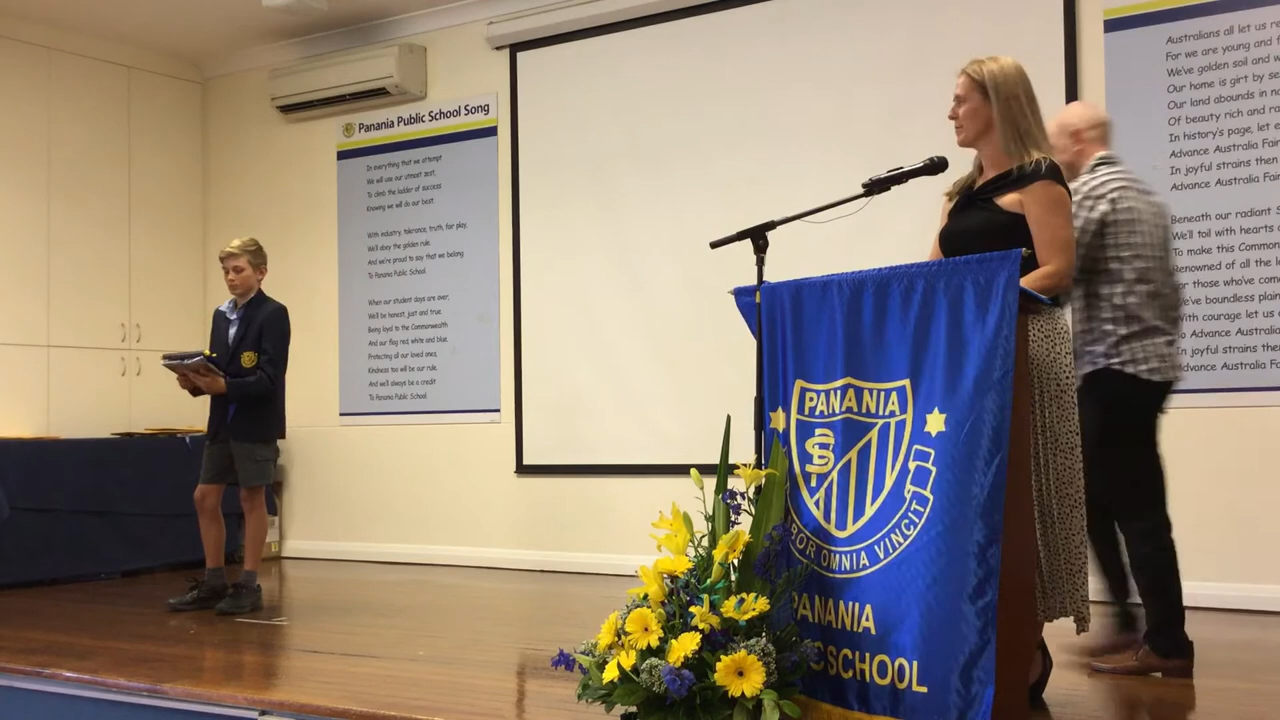 Panania Public School Song
In everything that we attempt
We will use our utmost zest,
To climb the ladder of success
Knowing we will do our best.
With industry, tolerance, truth, fair play,
We'll obey the golden rule.
And we're proud to say that we belong
To Panania Public School.
When our student days are over,
We'll be honest, just and true.
Being loyal to the Commonwealth
And our flag red, white and blue.
Protecting all our loved ones,
Kindness too will be our rule.
And we'll always be a credit
To Panania Public School.
Australians all let us re
For we are young and f
We've golden soil and w
Our home is girt by se
Our land abounds in na
Of beauty rich and ra
In history's page, let e
Advance Australia Fair
In joyful strains then
Advance Australia Fa
Beneath our radiant s
We'll toil with hearts
To make this Common
Renowned of all the l
or those who've come
We've boundless plain
With courage let us
So Advance Australia
In joyful strains then
Advance Australia Fa
PANANIA
SP
BOR OMNIA VINCIT
PANANIA
SCHOOL